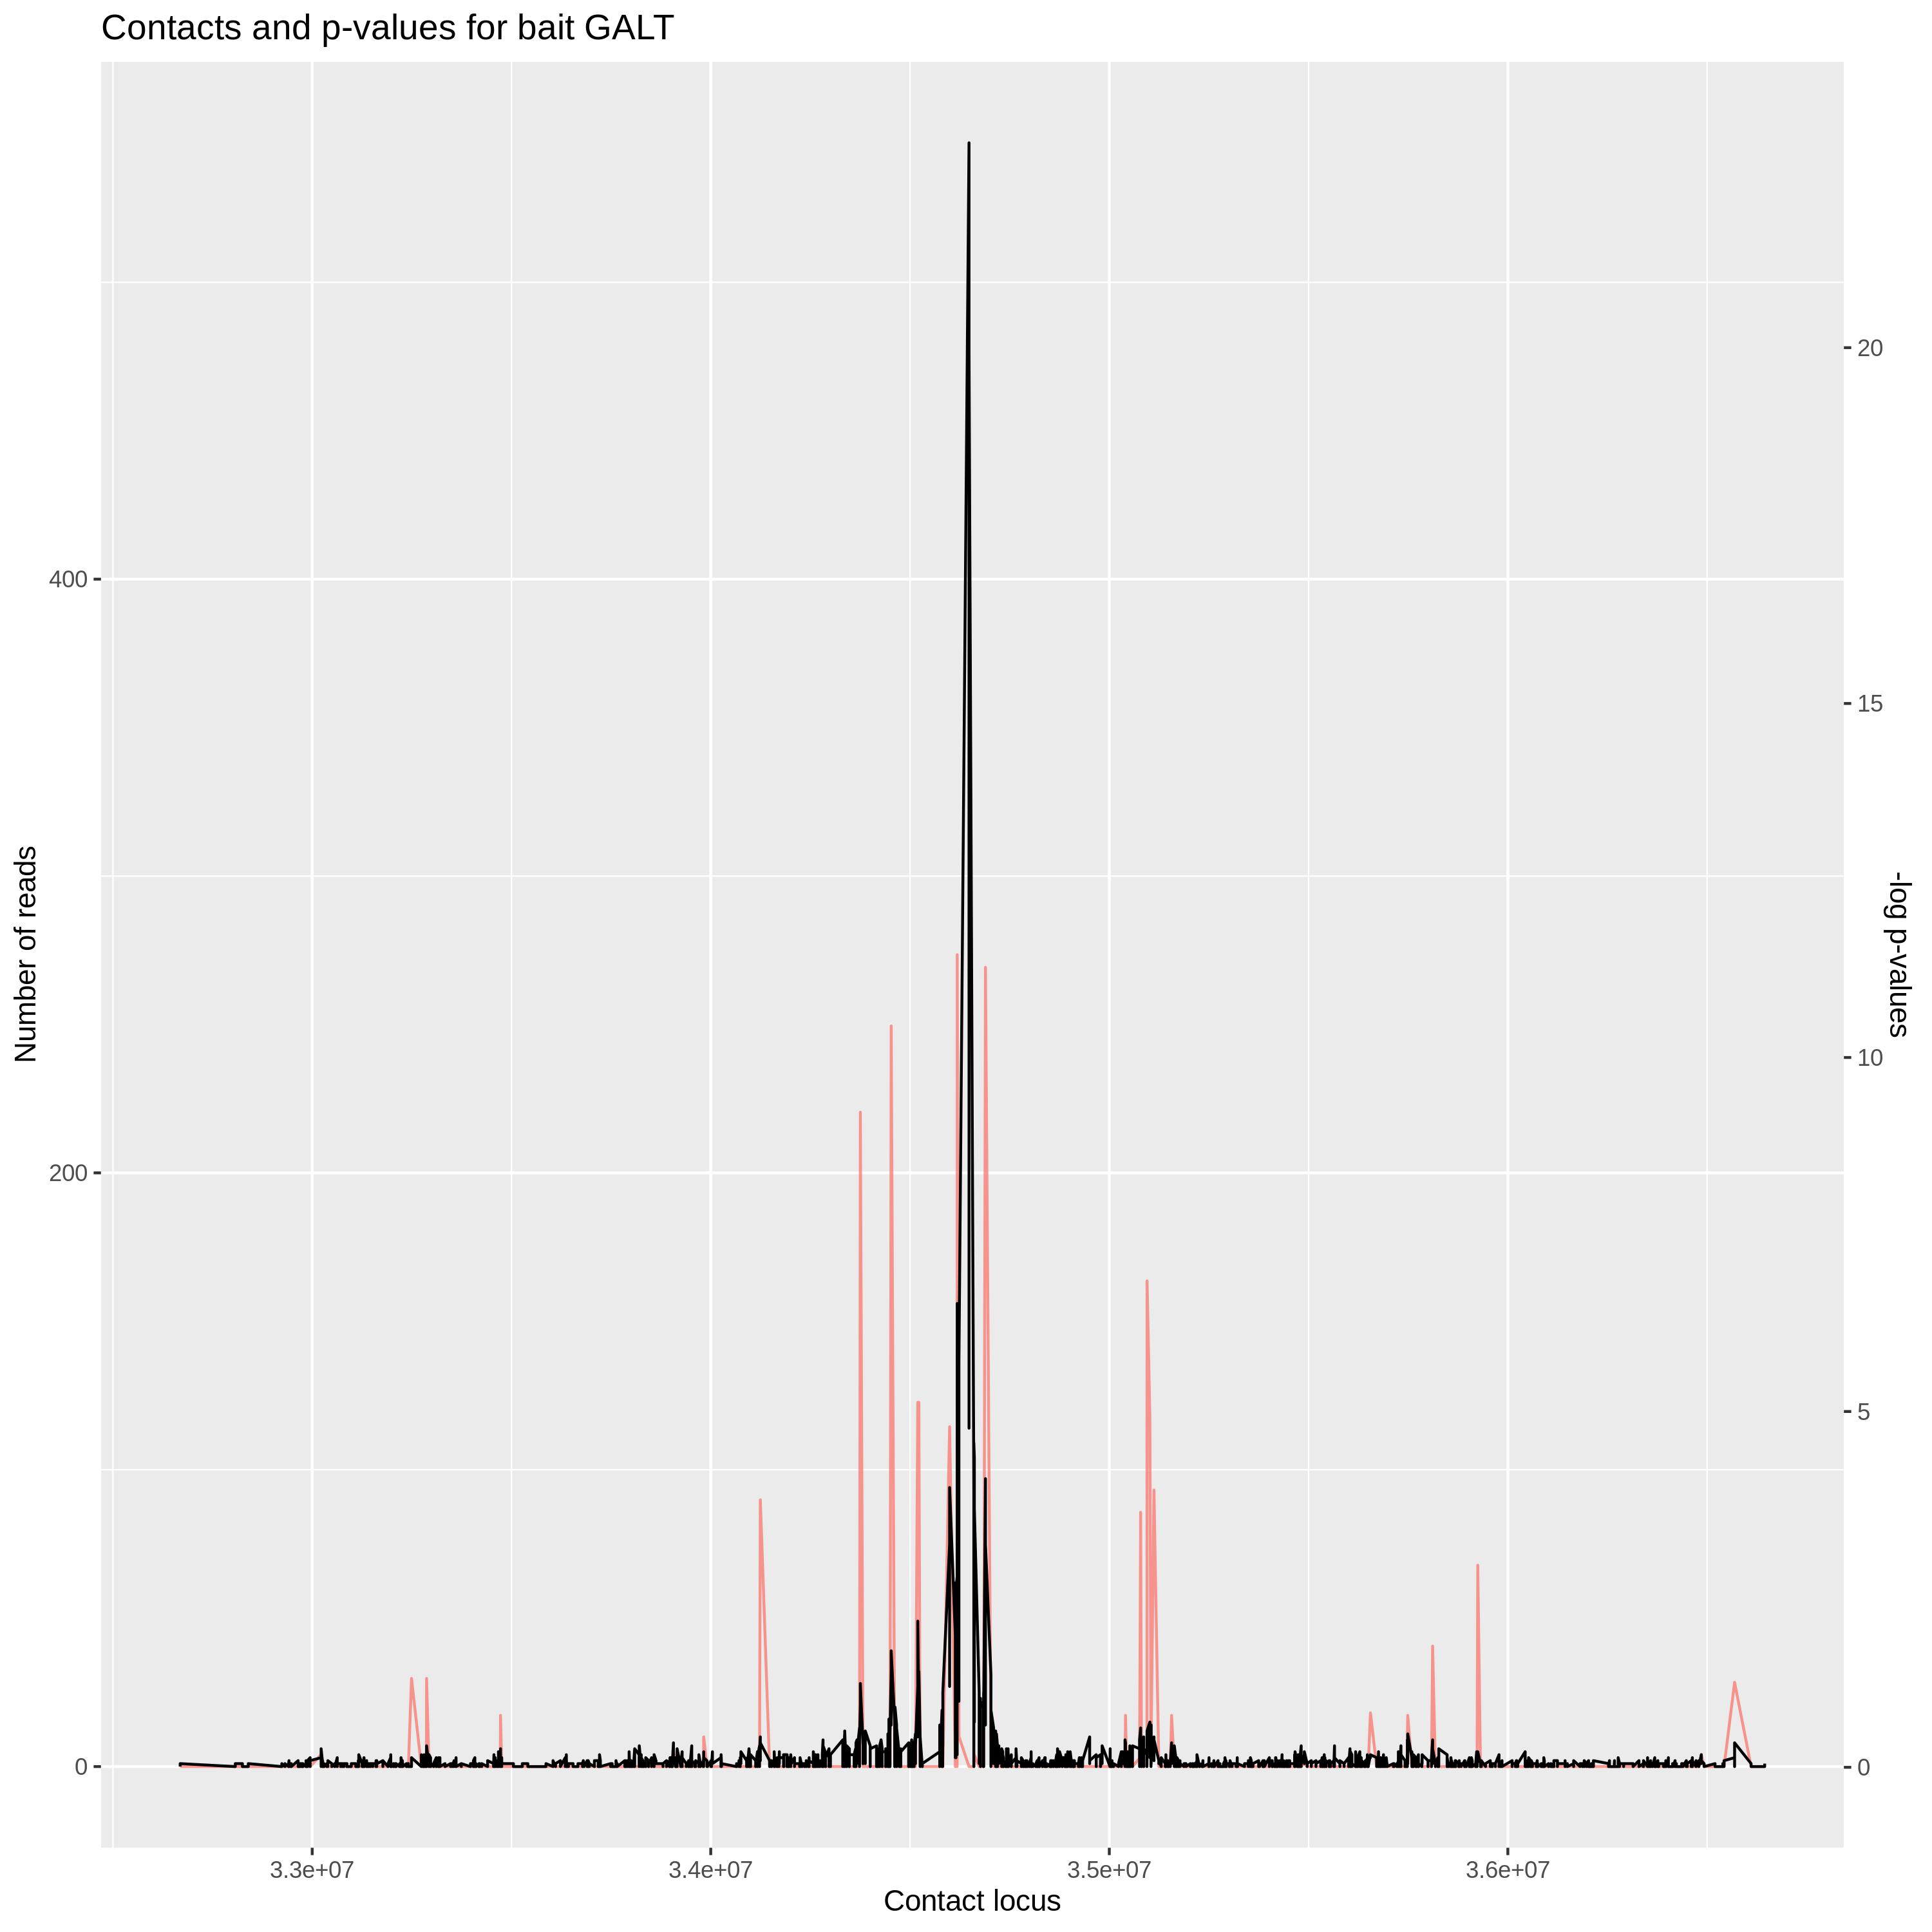 Contacts and p-values for bait GALT
Number of reads
400
200
0
20
15
10
5
0
-log p-values
3.3e+07
3.4e+07
3.5e+07
3.6e+07
Contact locus